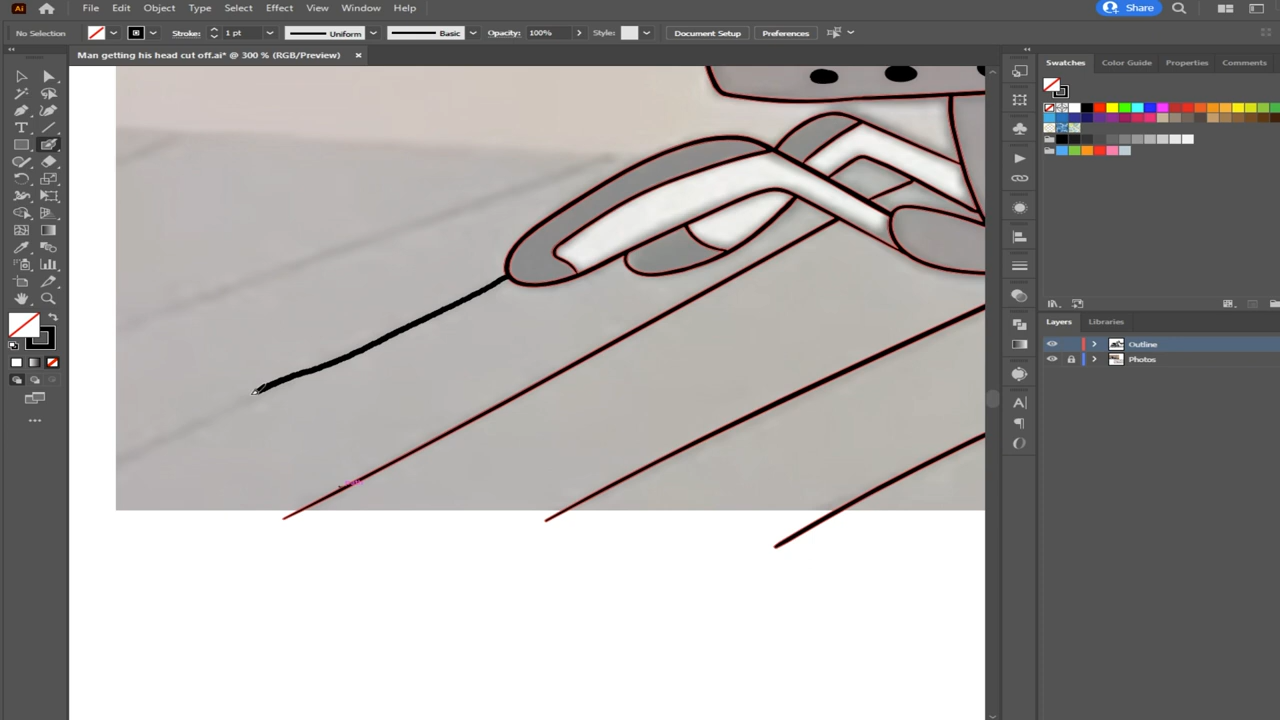 Ai File Edit Object Type Select Effect View Window Help Share
No Selection Stroke: 1 pt Uniform Basic Opacity: 100% Style: Document Setup Preferences
Man getting his head cut off.ai* @ 300 % (RGB/Preview) ×
Swatches Color Guide Properties Comments
Layers Libraries
Outline
Photos